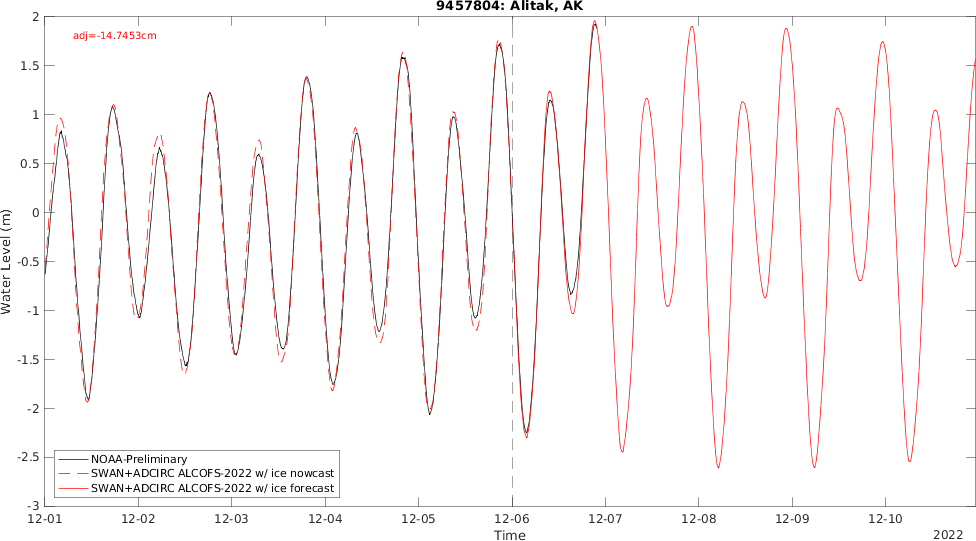 9457804: Alitak, AK
adj=-14.7453cm
2
1.5
1
0.5
0
-0.5
-1
-1.5
-2
-2.5
-3
Water Level (m)
NOAA-Preliminary
SWAN+ADCIRC ALCOFS-2022 w/ ice nowcast
SWAN+ADCIRC ALCOFS-2022 w/ ice forecast
12-01 12-02 12-03 12-04 12-05 12-06 12-07 12-08 12-09 12-10
Time
2022